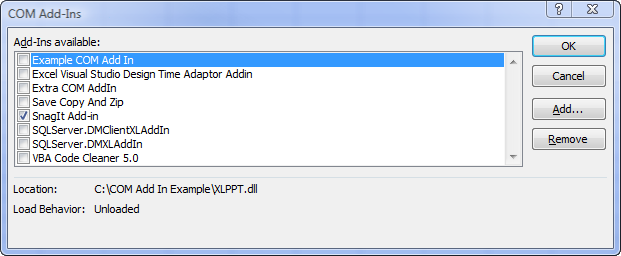 COM Add-Ins
Add-Ins available:
Example COM Add In
Excel Visual Studio Design Time Adaptor Addin
Extra COM AddIn
Save Copy And Zip
SnagIt Add-in
SQLServer.DMClientXLAddIn
SQLServer.DMXLAddIn
VBA Code Cleaner 5.0
OK
Cancel
Add...
Remove
Location: C:\COM Add In Example\XLPPT.dll
Load Behavior: Unloaded